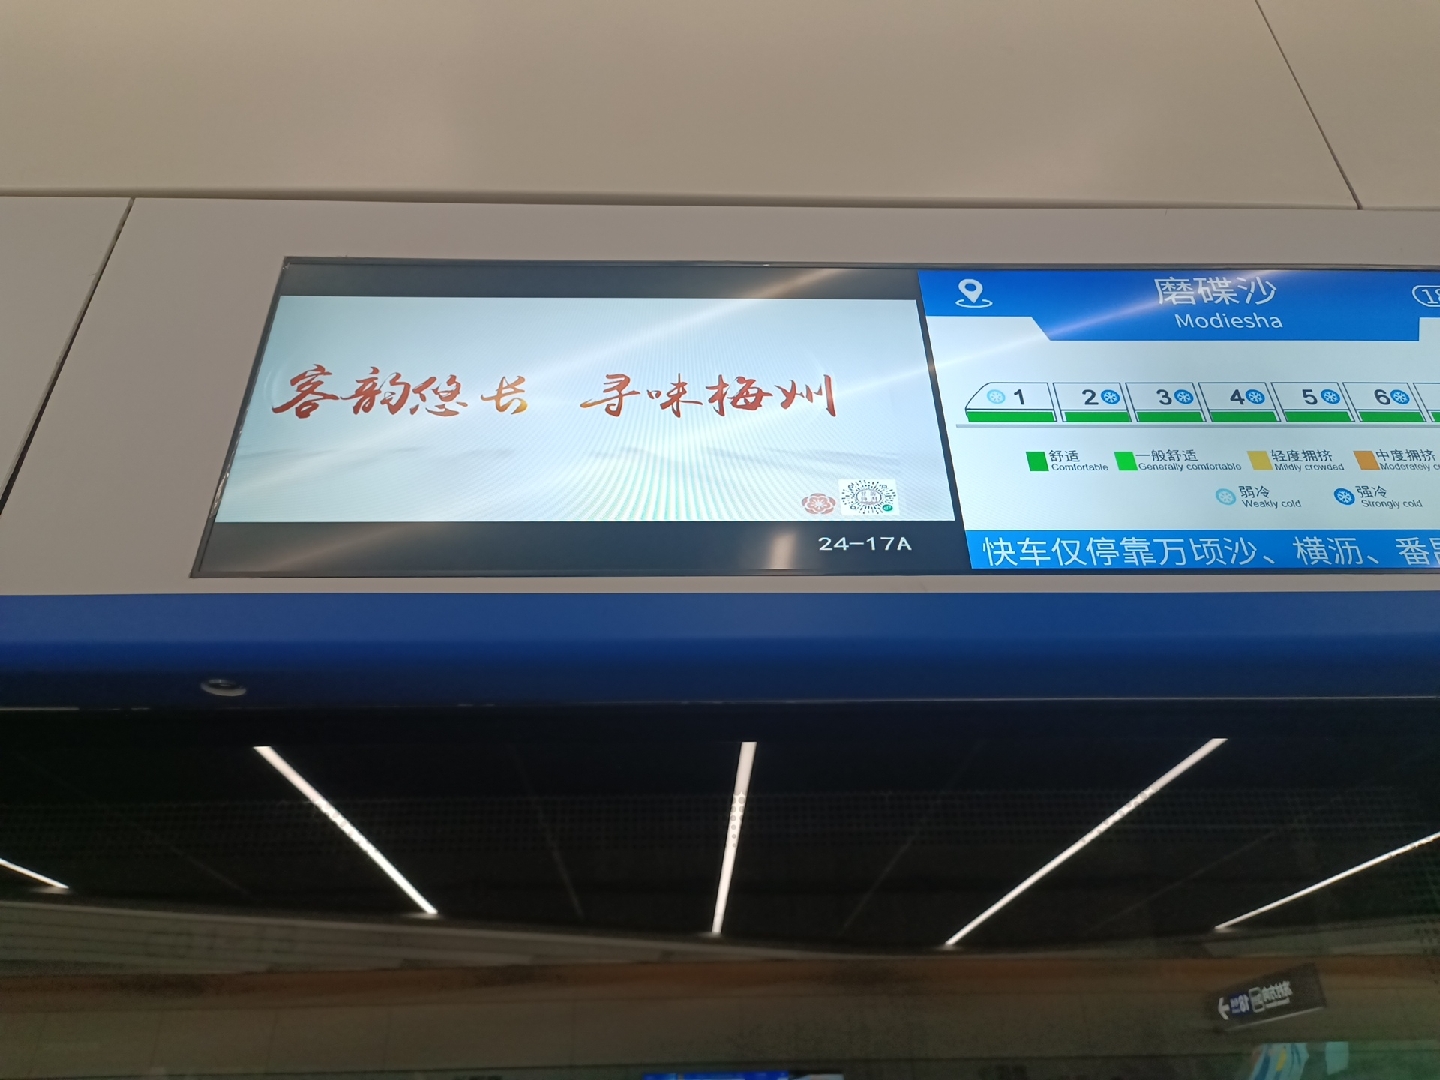 客韵悠长 寻味梅州
24-17A
磨碟沙
Modiesha
18
1 2 3 4 5 6
舒适 一般舒适 轻度拥挤 中度拥挤
Comfortable Generally comfortable Mildly crowded Moderately c
弱冷 强冷
Weakly cold Strongly cold
快车仅停靠万顷沙、横沥、番